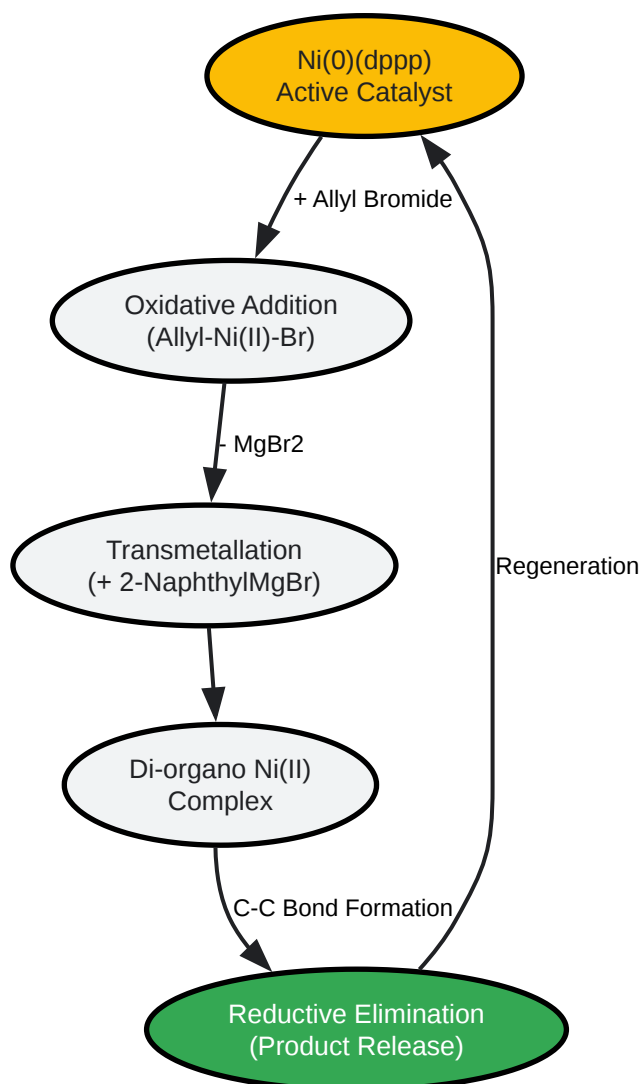 Ni(0)(dppp)
Active Catalyst
+ Allyl Bromide
Oxidative Addition
(Allyl-Ni(II)-Br)
- MgBr2
Transmetallation
(+ 2-NaphthylMgBr)
Regeneration
Di-organo Ni(II)
Complex
C-C Bond Formation
Reductive Elimination
(Product Release)